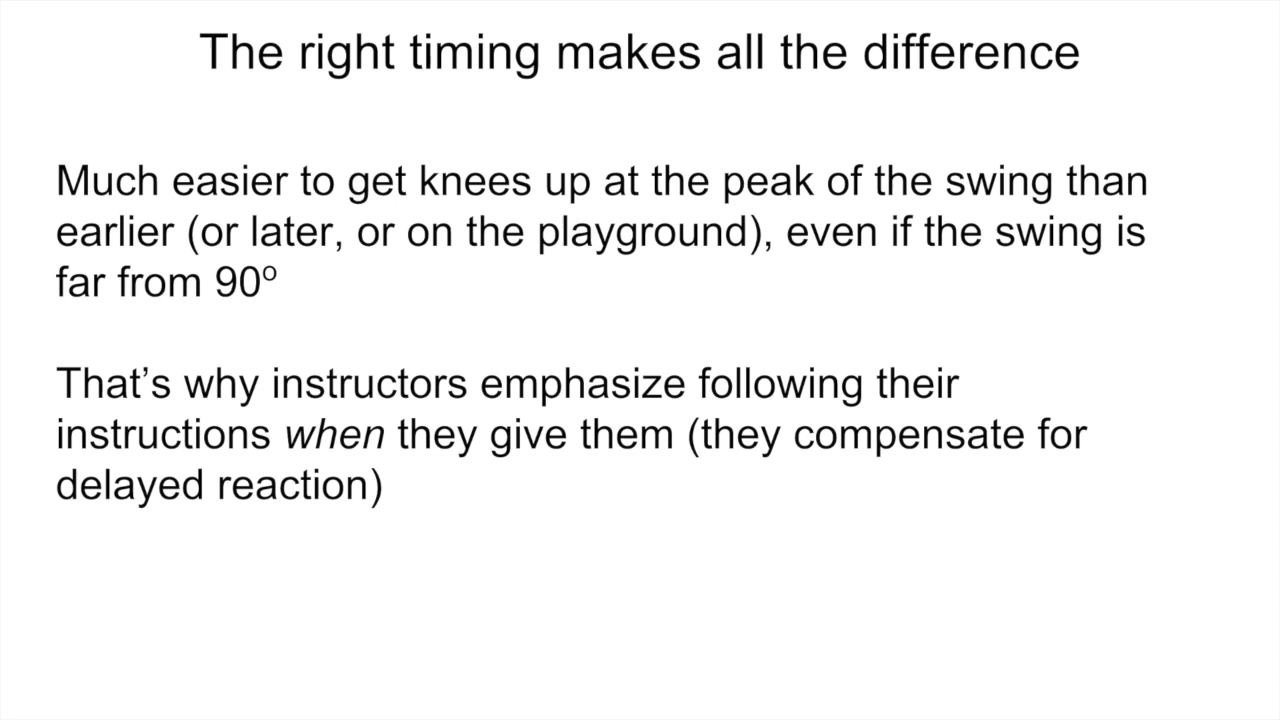 The right timing makes all the difference
Much easier to get knees up at the peak of the swing than
earlier (or later, or on the playground), even if the swing is
far from 90º
That’s why instructors emphasize following their
instructions when they give them (they compensate for
delayed reaction)